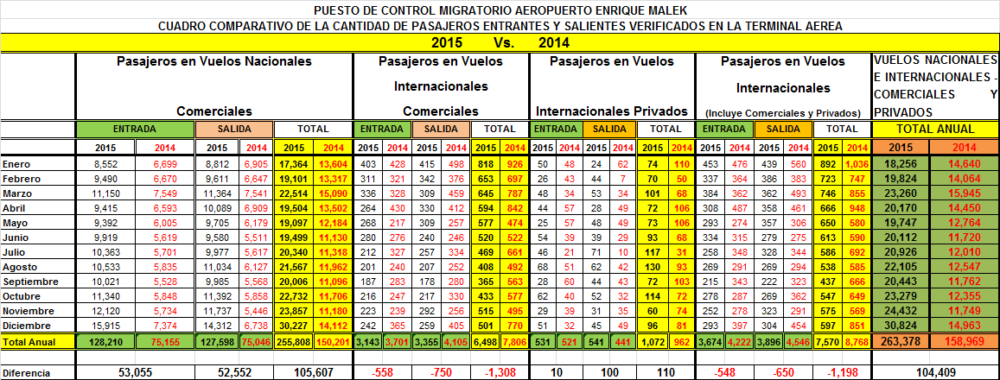 PUESTO DE CONTROL MIGRATORIO AEROPUERTO ENRIQUE MALEK
CUADRO COMPARATIVO DE LA CANTIDAD DE PASAJEROS ENTRANTES Y SALIENTES VERIFICADOS EN LA TERMINAL AEREA
2015 Vs. 2014
Pasajeros en Vuelos Nacionales Comerciales Pasajeros en Vuelos Internacionales Comerciales Pasajeros en Vuelos Internacionales Privados Pasajeros en Vuelos Internacionales (Incluye Comerciales y Privados) VUELOS NACIONALES E INTERNACIONALES - COMERCIALES Y PRIVADOS
ENTRADA SALIDA TOTAL ENTRADA SALIDA TOTAL ENTRADA SALIDA TOTAL ENTRADA SALIDA TOTAL TOTAL ANUAL
2015 2014 2015 2014 2015 2014 2015 2014 2015 2014 2015 2014 2015 2014 2015 2014 2015 2014 2015 2014 2015 2014 2015 2014 2015 2014
Enero 8,552 6,699 8,812 6,905 17,364 13,604 403 428 415 498 818 926 50 48 24 62 74 110 453 476 439 560 892 1,036 18,256 14,640
Febrero 9,490 6,670 9,611 6,647 19,101 13,317 311 321 342 376 653 697 26 43 44 7 70 50 337 364 386 383 723 747 19,824 14,064
Marzo 11,150 7,549 11,364 7,541 22,514 15,090 336 328 309 459 645 787 48 34 53 34 101 68 384 362 362 493 746 855 23,260 15,945
Abril 9,415 6,593 10,089 6,909 19,504 13,502 264 430 330 412 594 842 44 57 28 49 72 106 308 487 358 461 666 948 20,170 14,450
Mayo 9,392 6,005 9,705 6,179 19,097 12,184 268 217 309 257 577 474 25 57 48 49 73 106 293 274 357 306 650 580 19,747 12,764
Junio 9,919 5,619 9,580 5,511 19,499 11,130 280 276 240 246 520 522 54 39 39 29 93 68 334 315 279 275 613 590 20,112 11,720
Julio 10,363 5,701 9,977 5,617 20,340 11,318 212 327 257 334 469 661 46 21 71 10 117 31 258 348 328 344 586 692 20,926 12,010
Agosto 10,533 5,835 11,034 6,127 21,567 11,962 201 240 207 252 408 492 68 51 62 42 130 93 269 291 269 294 538 585 22,105 12,547
Septiembre 10,021 5,528 9,985 5,568 20,006 11,096 187 283 178 280 365 563 28 60 44 43 72 103 215 343 222 323 437 666 20,443 11,762
Octubre 11,340 5,848 11,392 5,858 22,732 11,706 216 247 217 330 433 577 62 40 52 32 114 72 278 287 269 362 547 649 23,279 12,355
Noviembre 12,120 5,734 11,737 5,446 23,857 11,180 223 239 292 256 515 495 29 39 31 35 60 74 252 278 323 291 575 569 24,432 11,749
Diciembre 15,915 7,374 14,312 6,738 30,227 14,112 242 365 259 405 501 770 51 32 45 49 96 81 293 397 304 454 597 851 30,824 14,963
Total Anual 128,210 75,155 127,598 75,046 255,808 150,201 3,143 3,701 3,355 4,105 6,498 7,806 531 521 541 441 1,072 962 3,674 4,222 3,896 4,546 7,570 8,768 263,378 158,969
Diferencia 53,055 52,552 105,607 -558 -750 -1,308 10 100 110 -548 -650 -1,198 104,409